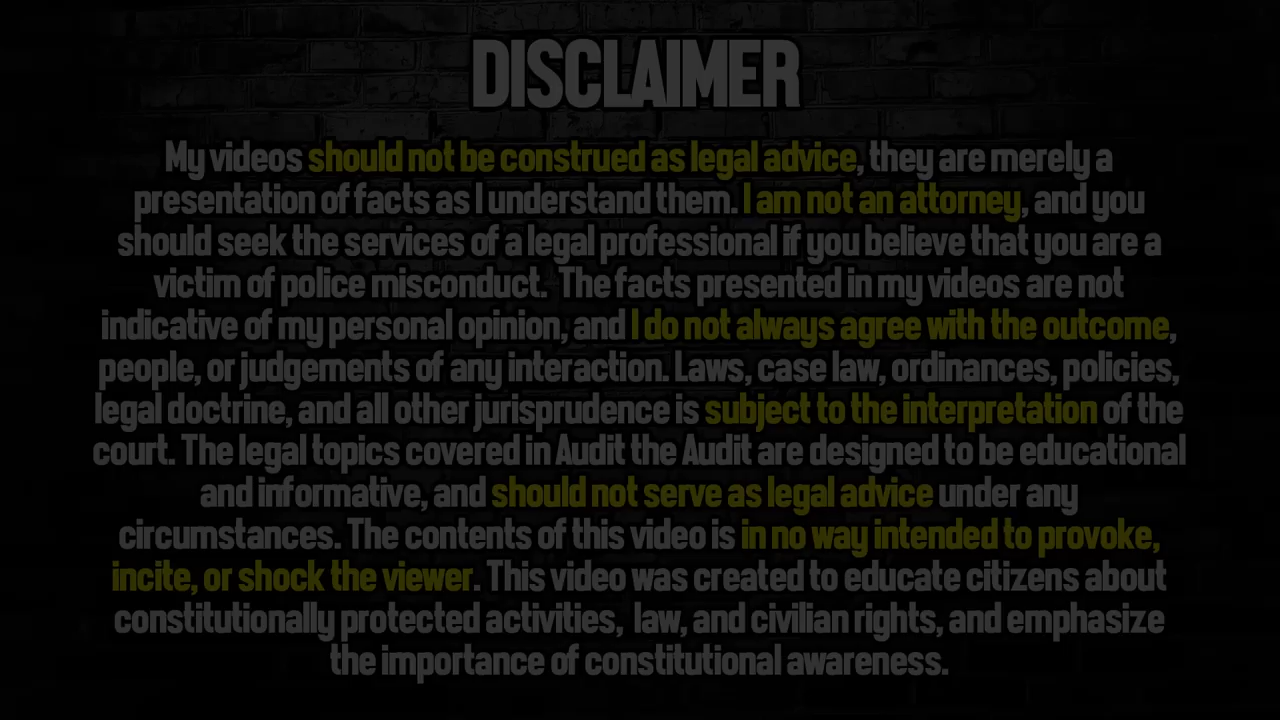 DISCLAIMER
My videos should not be construed as legal advice, they are merely a
presentation of facts as I understand them. I am not an attorney, and you
should seek the services of a legal professional if you believe that you are a
victim of police misconduct.  The facts presented in my videos are not
indicative of my personal opinion, and I do not always agree with the outcome,
people, or judgements of any interaction. Laws, case law, ordinances, policies,
legal doctrine, and all other jurisprudence is subject to the interpretation of the
court. The legal topics covered in Audit the Audit are designed to be educational
and informative, and should not serve as legal advice under any
circumstances. The contents of this video is in no way intended to provoke,
incite, or shock the viewer. This video was created to educate citizens about
constitutionally protected activities,  law, and civilian rights, and emphasize
the importance of constitutional awareness.